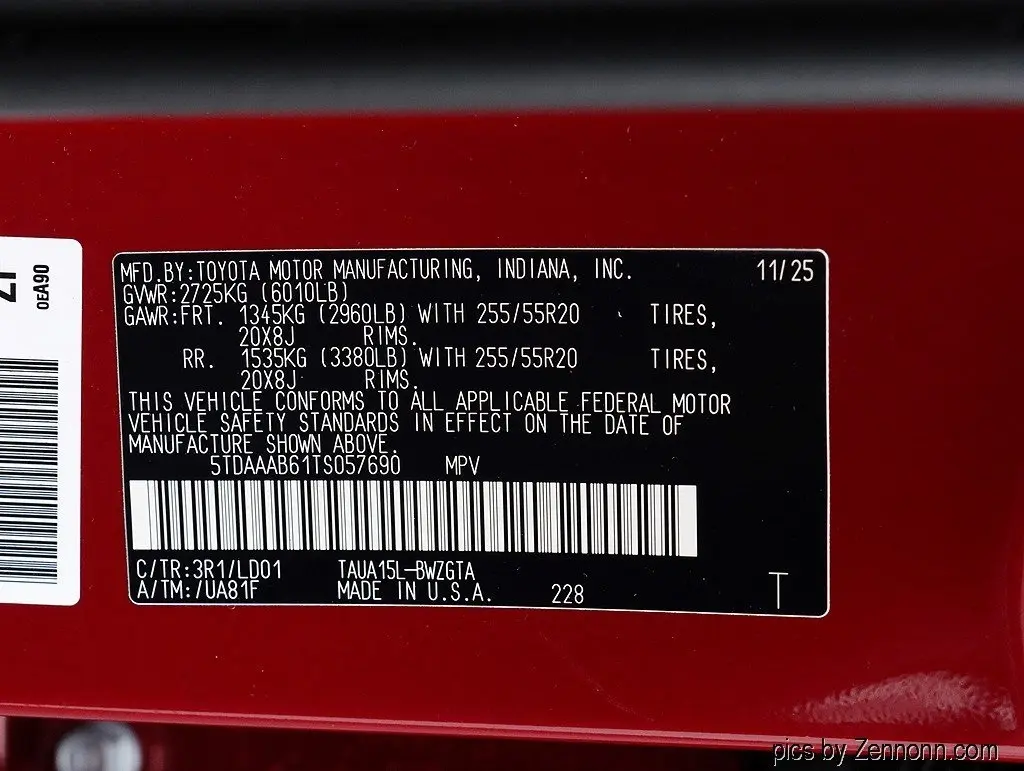 17
0EA90
MFD.BY:TOYOTA MOTOR MANUFACTURING, INDIANA, INC. 11/25
GVWR:2725KG (6010LB)
GAWR:FRT. 1345KG (2960LB) WITH 255/55R20 TIRES,
20X8J RIMS.
RR. 1535KG (3380LB) WITH 255/55R20 TIRES,
20X8J RIMS.
THIS VEHICLE CONFORMS TO ALL APPLICABLE FEDERAL MOTOR
VEHICLE SAFETY STANDARDS IN EFFECT ON THE DATE OF
MANUFACTURE SHOWN ABOVE.
5TDAAAB61TS057690 MPV
C/TR:3R1/LD01 TAUA15L-BWZGTA
A/TM:/UA81F MADE IN U.S.A. 228 T
pics by Zennonn.com